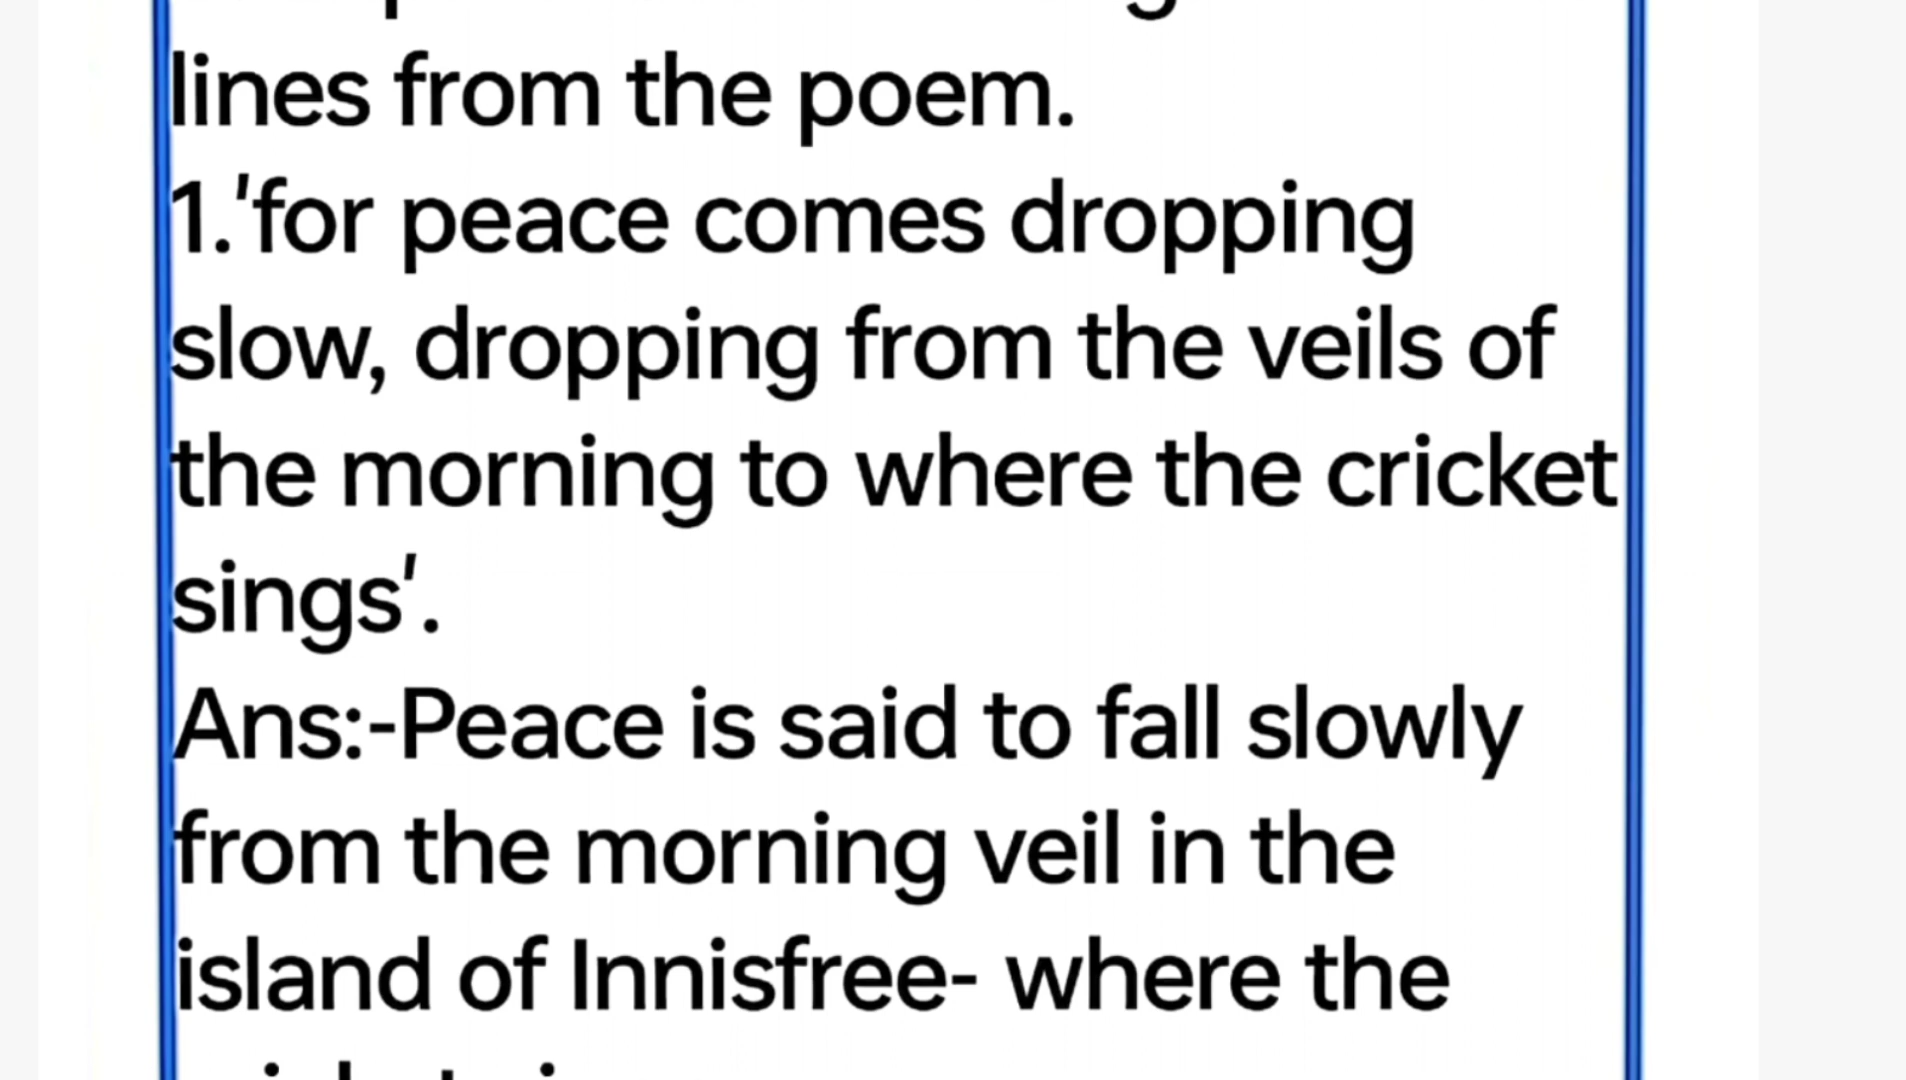 lines from the poem.
1.'for peace comes dropping
slow, dropping from the veils of
the morning to where the cricket
sings'.
Ans:-Peace is said to fall slowly
from the morning veil in the
island of Innisfree- where the